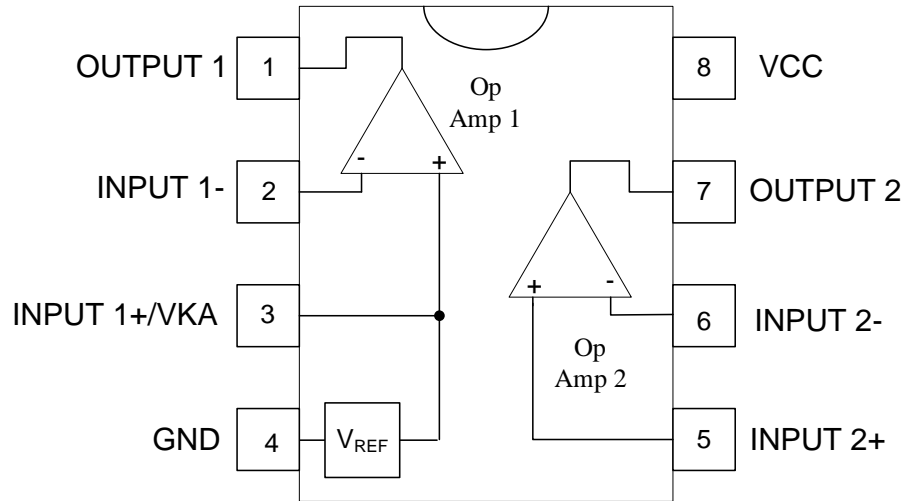 OUTPUT 1
1
Op
Amp 1
8
VCC
-
+
INPUT 1-
2
7
OUTPUT 2
+
-
INPUT 1+/VKA
3
6
INPUT 2-
Op
Amp 2
GND
4
VREF
5
INPUT 2+